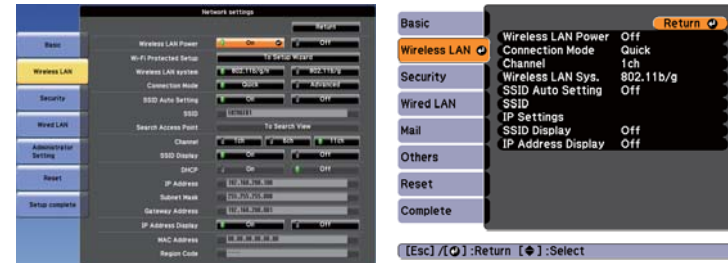 Network settings
Return
Basic
Wireless LAN
Security
Wired LAN
Administrator
Setting
Reset
Setup complete
Wireless LAN Power On Off
Wi-Fi Protected Setup To Setup Wizard
Wireless LAN system 802.11b/g/n 802.11b/g
Connection Mode Quick Advanced
SSID Auto Setting On Off
SSID
Search Access Point To Search View
Channel 1ch 6ch 11ch
SSID Display On Off
DHCP On Off
IP Address
Subnet Mask
Gateway Address
IP Address Display On Off
MAC Address
Region Code
Basic
Wireless LAN
Security
Wired LAN
Mail
Others
Reset
Complete
Return
Wireless LAN Power Off
Connection Mode Quick
Channel 1ch
Wireless LAN Sys. 802.11b/g
SSID Auto Setting Off
SSID
IP Settings
SSID Display Off
IP Address Display Off
[Esc] /[ ] :Return [ ] :Select